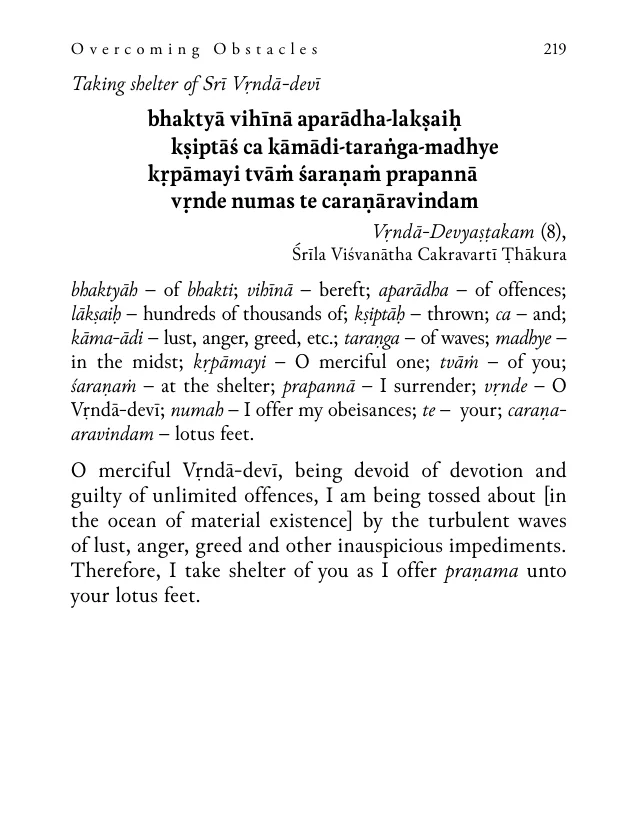 Overcoming Obstacles 219
Taking shelter of Srī Vṛndā-devī
bhaktyā vihīnā aparādha-lakṣaiḥ
kṣiptāś ca kāmādi-taraṅga-madhye
kṛpāmayi tvāṁ śaraṇaṁ prapannā
vṛnde numas te caraṇāravindam
Vṛndā-Devyaṣṭakam (8),
Śrīla Viśvanātha Cakravartī Ṭhākura
bhaktyāh – of bhakti; vihīnā – bereft; aparādha – of offences;
lākṣaiḥ – hundreds of thousands of; kṣiptāḥ – thrown; ca – and;
kāma-ādi – lust, anger, greed, etc.; taraṇga – of waves; madhye –
in the midst; kṛpāmayi – O merciful one; tvāṁ – of you;
śaraṇaṁ – at the shelter; prapannā – I surrender; vṛnde – O
Vṛndā-devī; numah – I offer my obeisances; te – your; caraṇa-
aravindam – lotus feet.
O merciful Vṛndā-devī, being devoid of devotion and
guilty of unlimited offences, I am being tossed about [in
the ocean of material existence] by the turbulent waves
of lust, anger, greed and other inauspicious impediments.
Therefore, I take shelter of you as I offer praṇama unto
your lotus feet.